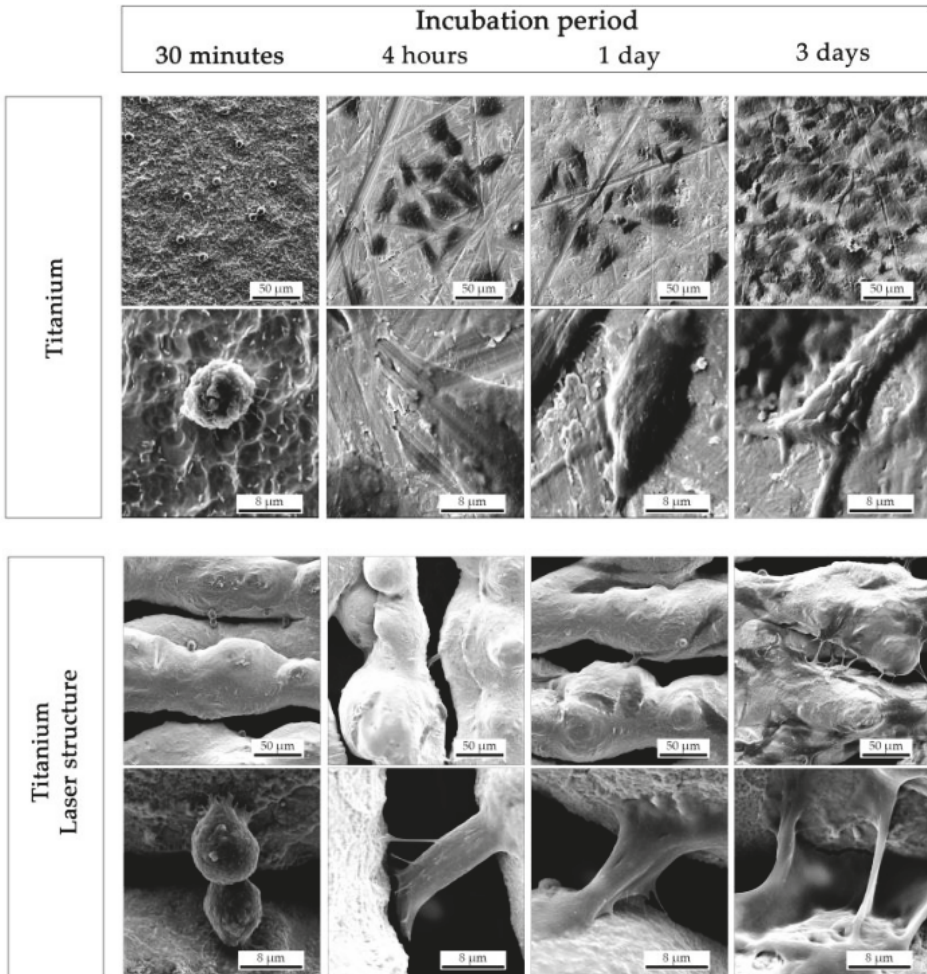 Incubation period
30 minutes 4 hours 1 day 3 days
Titanium
50 µm 50 µm 50 µm 50 µm
8 µm 8 µm 8 µm 8 µm
Titanium
Laser structure
50 µm 50 µm 50 µm 50 µm
8 µm 8 µm 8 µm 8 µm